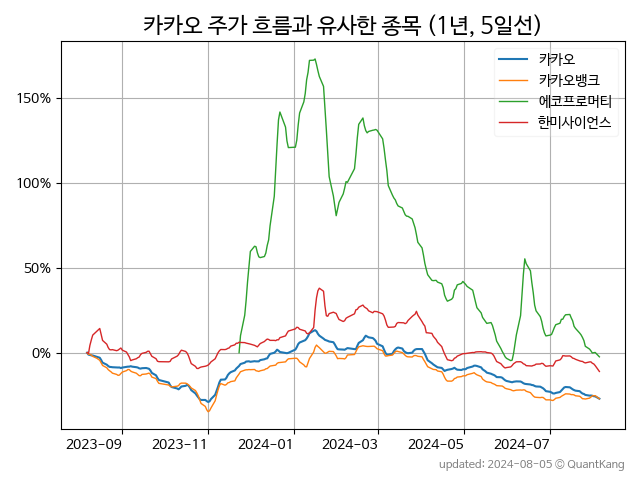 카카오 주가 흐름과 유사한 종목 (1년, 5일선)
카카오
카카오뱅크
에코프로머티
한미사이언스
150%
100%
50%
0%
2023-09 2023-11 2024-01 2024-03 2024-05 2024-07
updated: 2024-08-05 © QuantKang